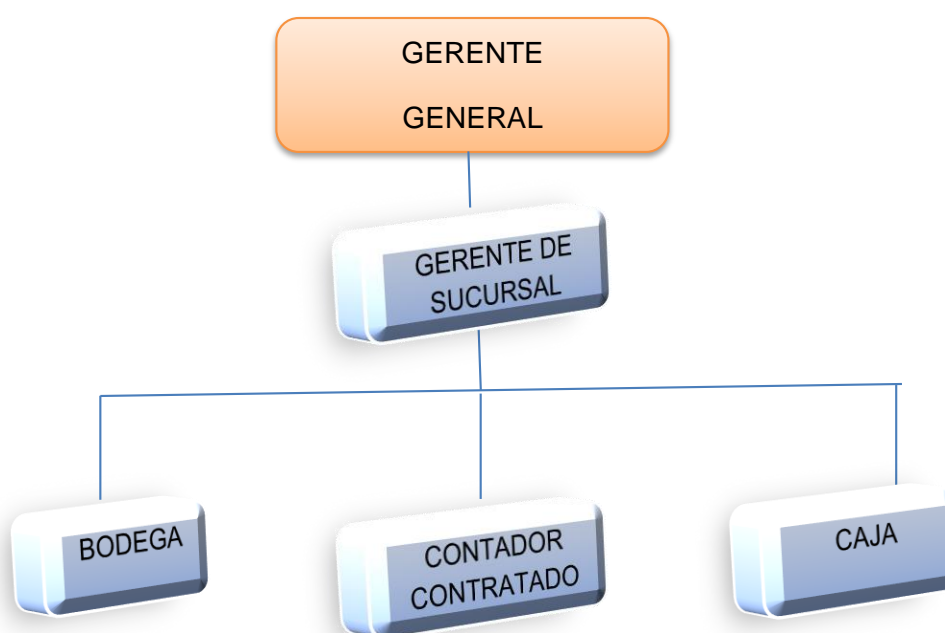 GERENTE
GENERAL
GERENTE DE
SUCURSAL
BODEGA
CONTADOR
CONTRATADO
CAJA